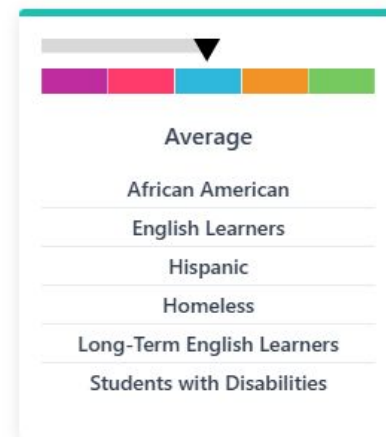 Average
African American
English Learners
Hispanic
Homeless
Long-Term English Learners
Students with Disabilities